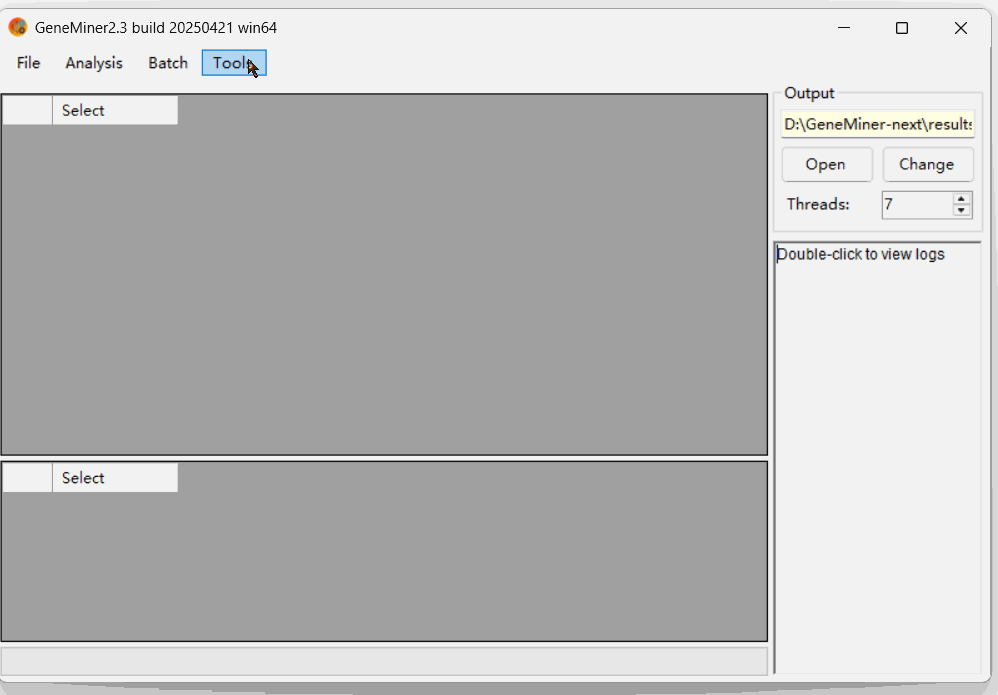 GeneMiner2.3 build 20250421 win64
File Analysis Batch Tools
Select
Output
D:\GeneMiner-next\results
Open Change
Threads: 7
Double-click to view logs
Select